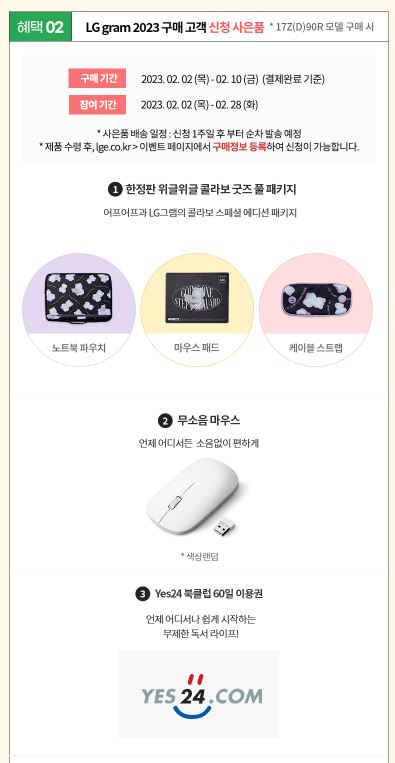 혜택 02 LG gram 2023 구매 고객 신청 사은품 * 17Z(D)90R 모델 구매 시
구매 기간 2023. 02. 02 (목) - 02. 10 (금) (결제완료 기준)
참여 기간 2023. 02. 02 (목) - 02. 28 (화)
* 사은품 배송 일정 : 신청 1주일 후 부터 순차 발송 예정
* 제품 수령 후, lge.co.kr > 이벤트 페이지에서 구매정보 등록하여 신청이 가능합니다.
1 한정판 위글위글 콜라보 굿즈 풀 패키지
어프어프과 LG그램의 콜라보 스페셜 에디션 패키지
노트북 파우치 마우스 패드 케이블 스트랩
2 무소음 마우스
언제 어디서든 소음없이 편하게
* 색상랜덤
3 Yes24 북클럽 60일 이용권
언제 어디서나 쉽게 시작하는
무제한 독서 라이프!
YES24.COM